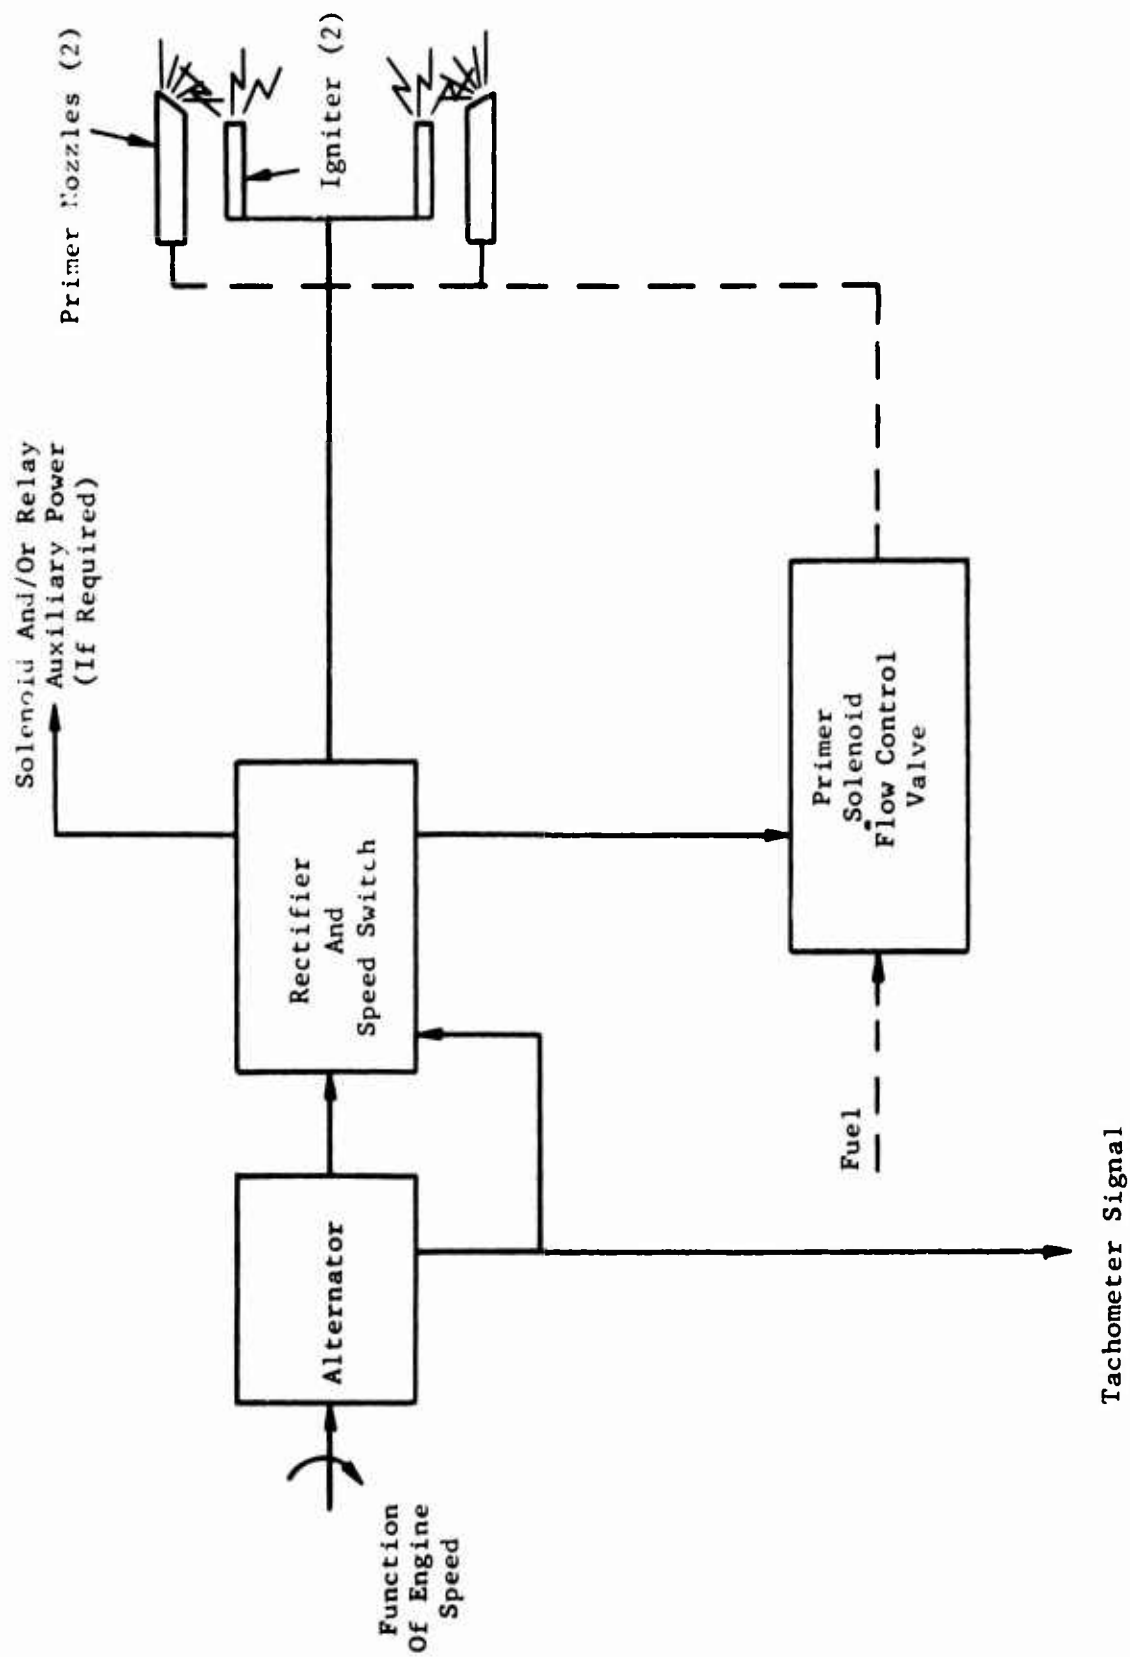 Solenoid And/Or Relay
Auxiliary Power
(If Required)
Primer Nozzles (2)
Igniter (2)
Function
Of Engine
Speed
Alternator
Rectifier
And
Speed Switch
Primer
Solenoid
Flow Control
Valve
Fuel
Tachometer Signal